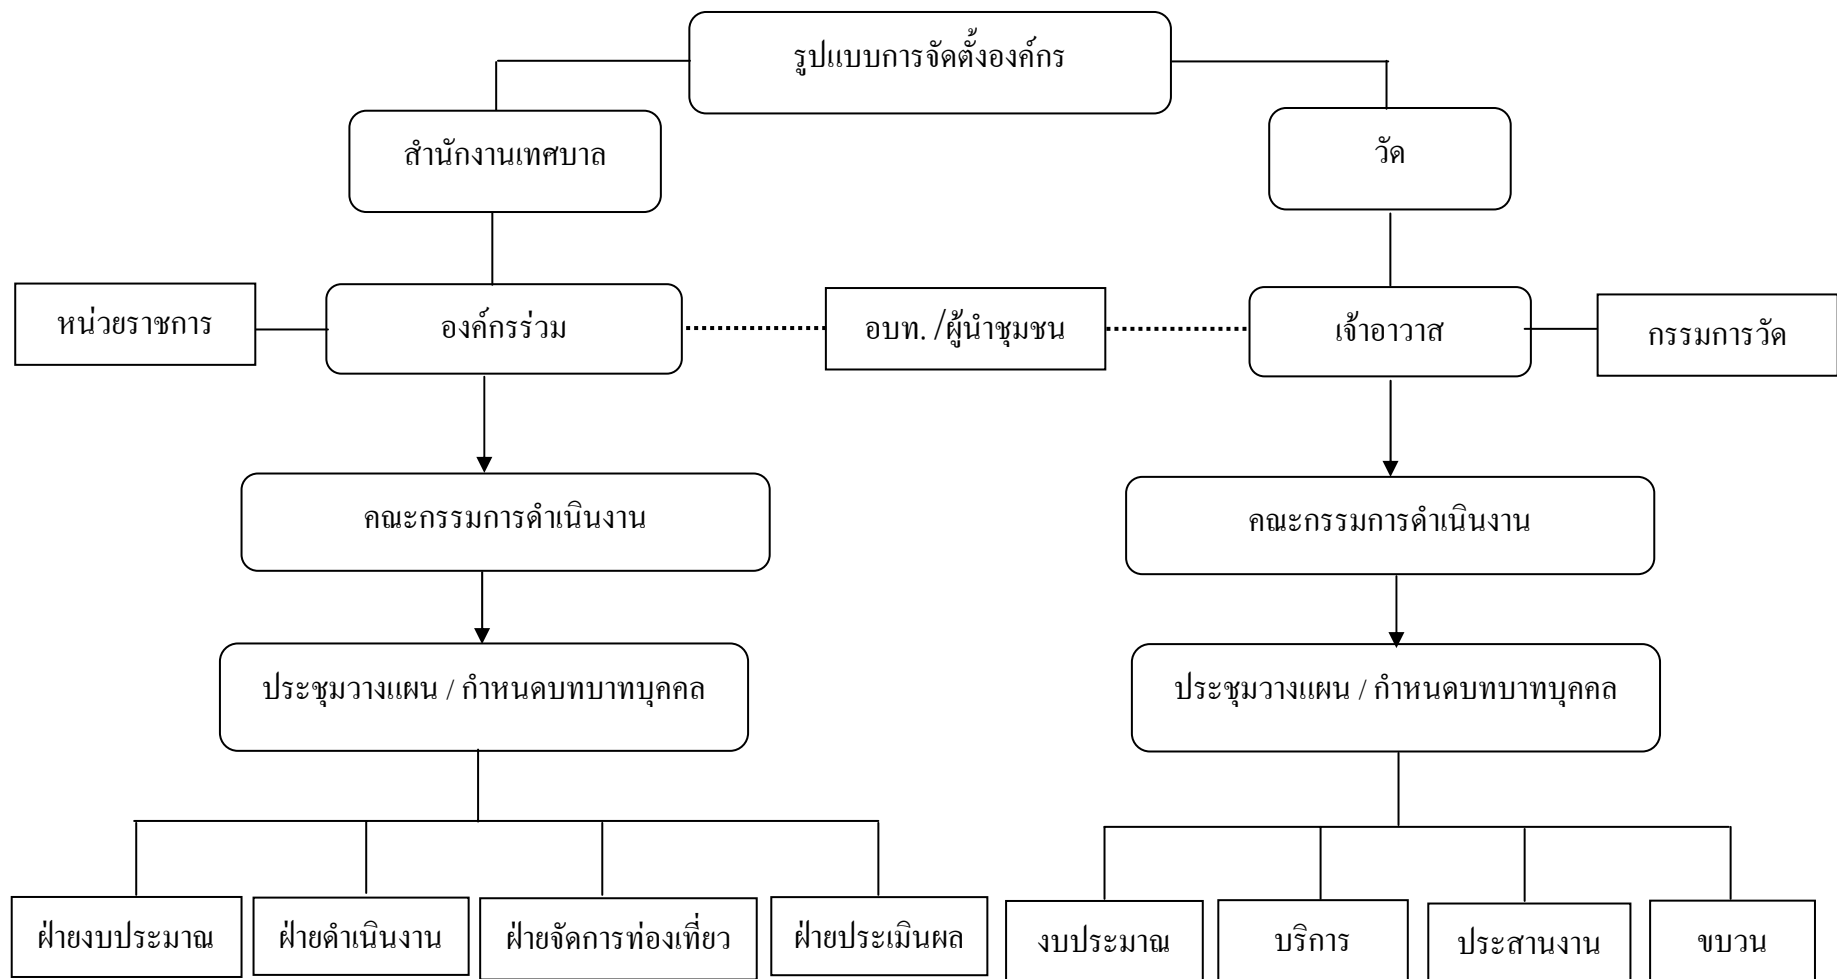 รูปแบบการจัดตั้งองค์กร
สำนักงานเทศบาล
วัด
หน่วยราชการ
องค์กรร่วม
อบท. /ผู้นำชุมชน
เจ้าอาวาส
กรรมการวัด
คณะกรรมการดำเนินงาน
คณะกรรมการดำเนินงาน
ประชุมวางแผน / กำหนดบทบาทบุคคล
ประชุมวางแผน / กำหนดบทบาทบุคคล
ฝ่ายงบประมาณ
ฝ่ายดำเนินงาน
ฝ่ายจัดการท่องเที่ยว
ฝ่ายประเมินผล
งบประมาณ
บริการ
ประสานงาน
ขบวน